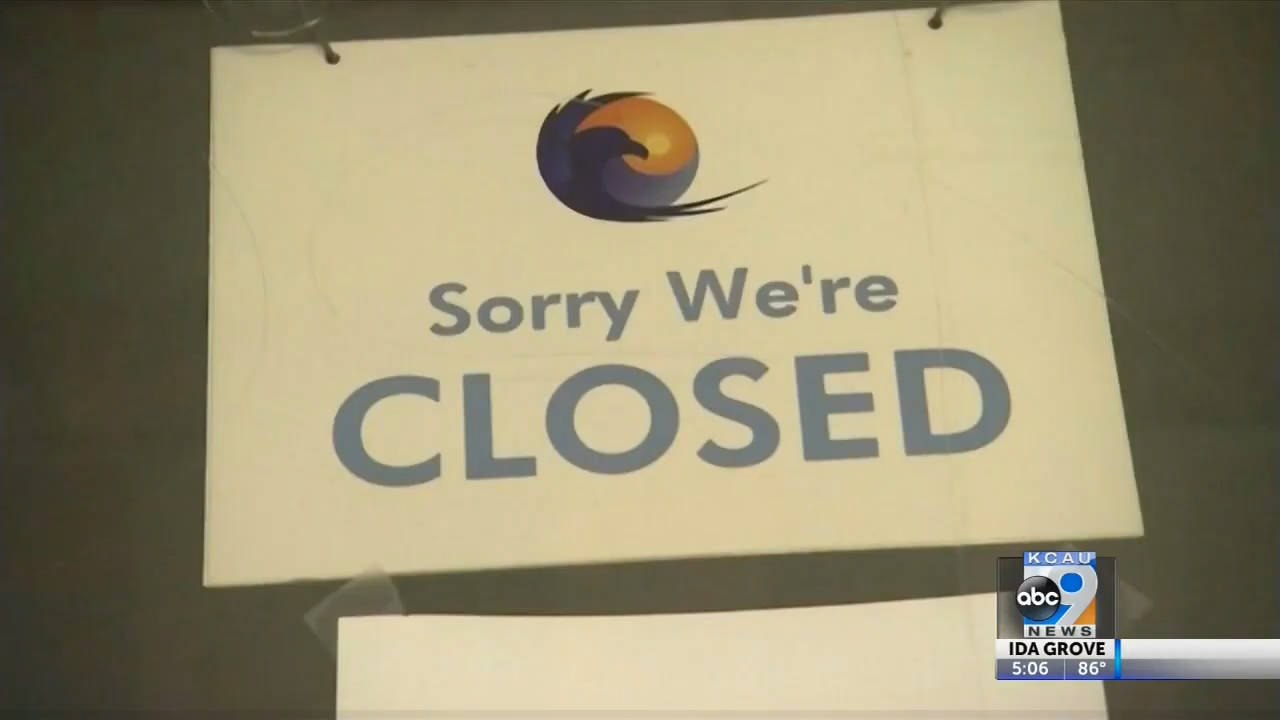 Sorry We're
CLOSED
KCAU
abc 9
NEWS
IDA GROVE
5:06 86°